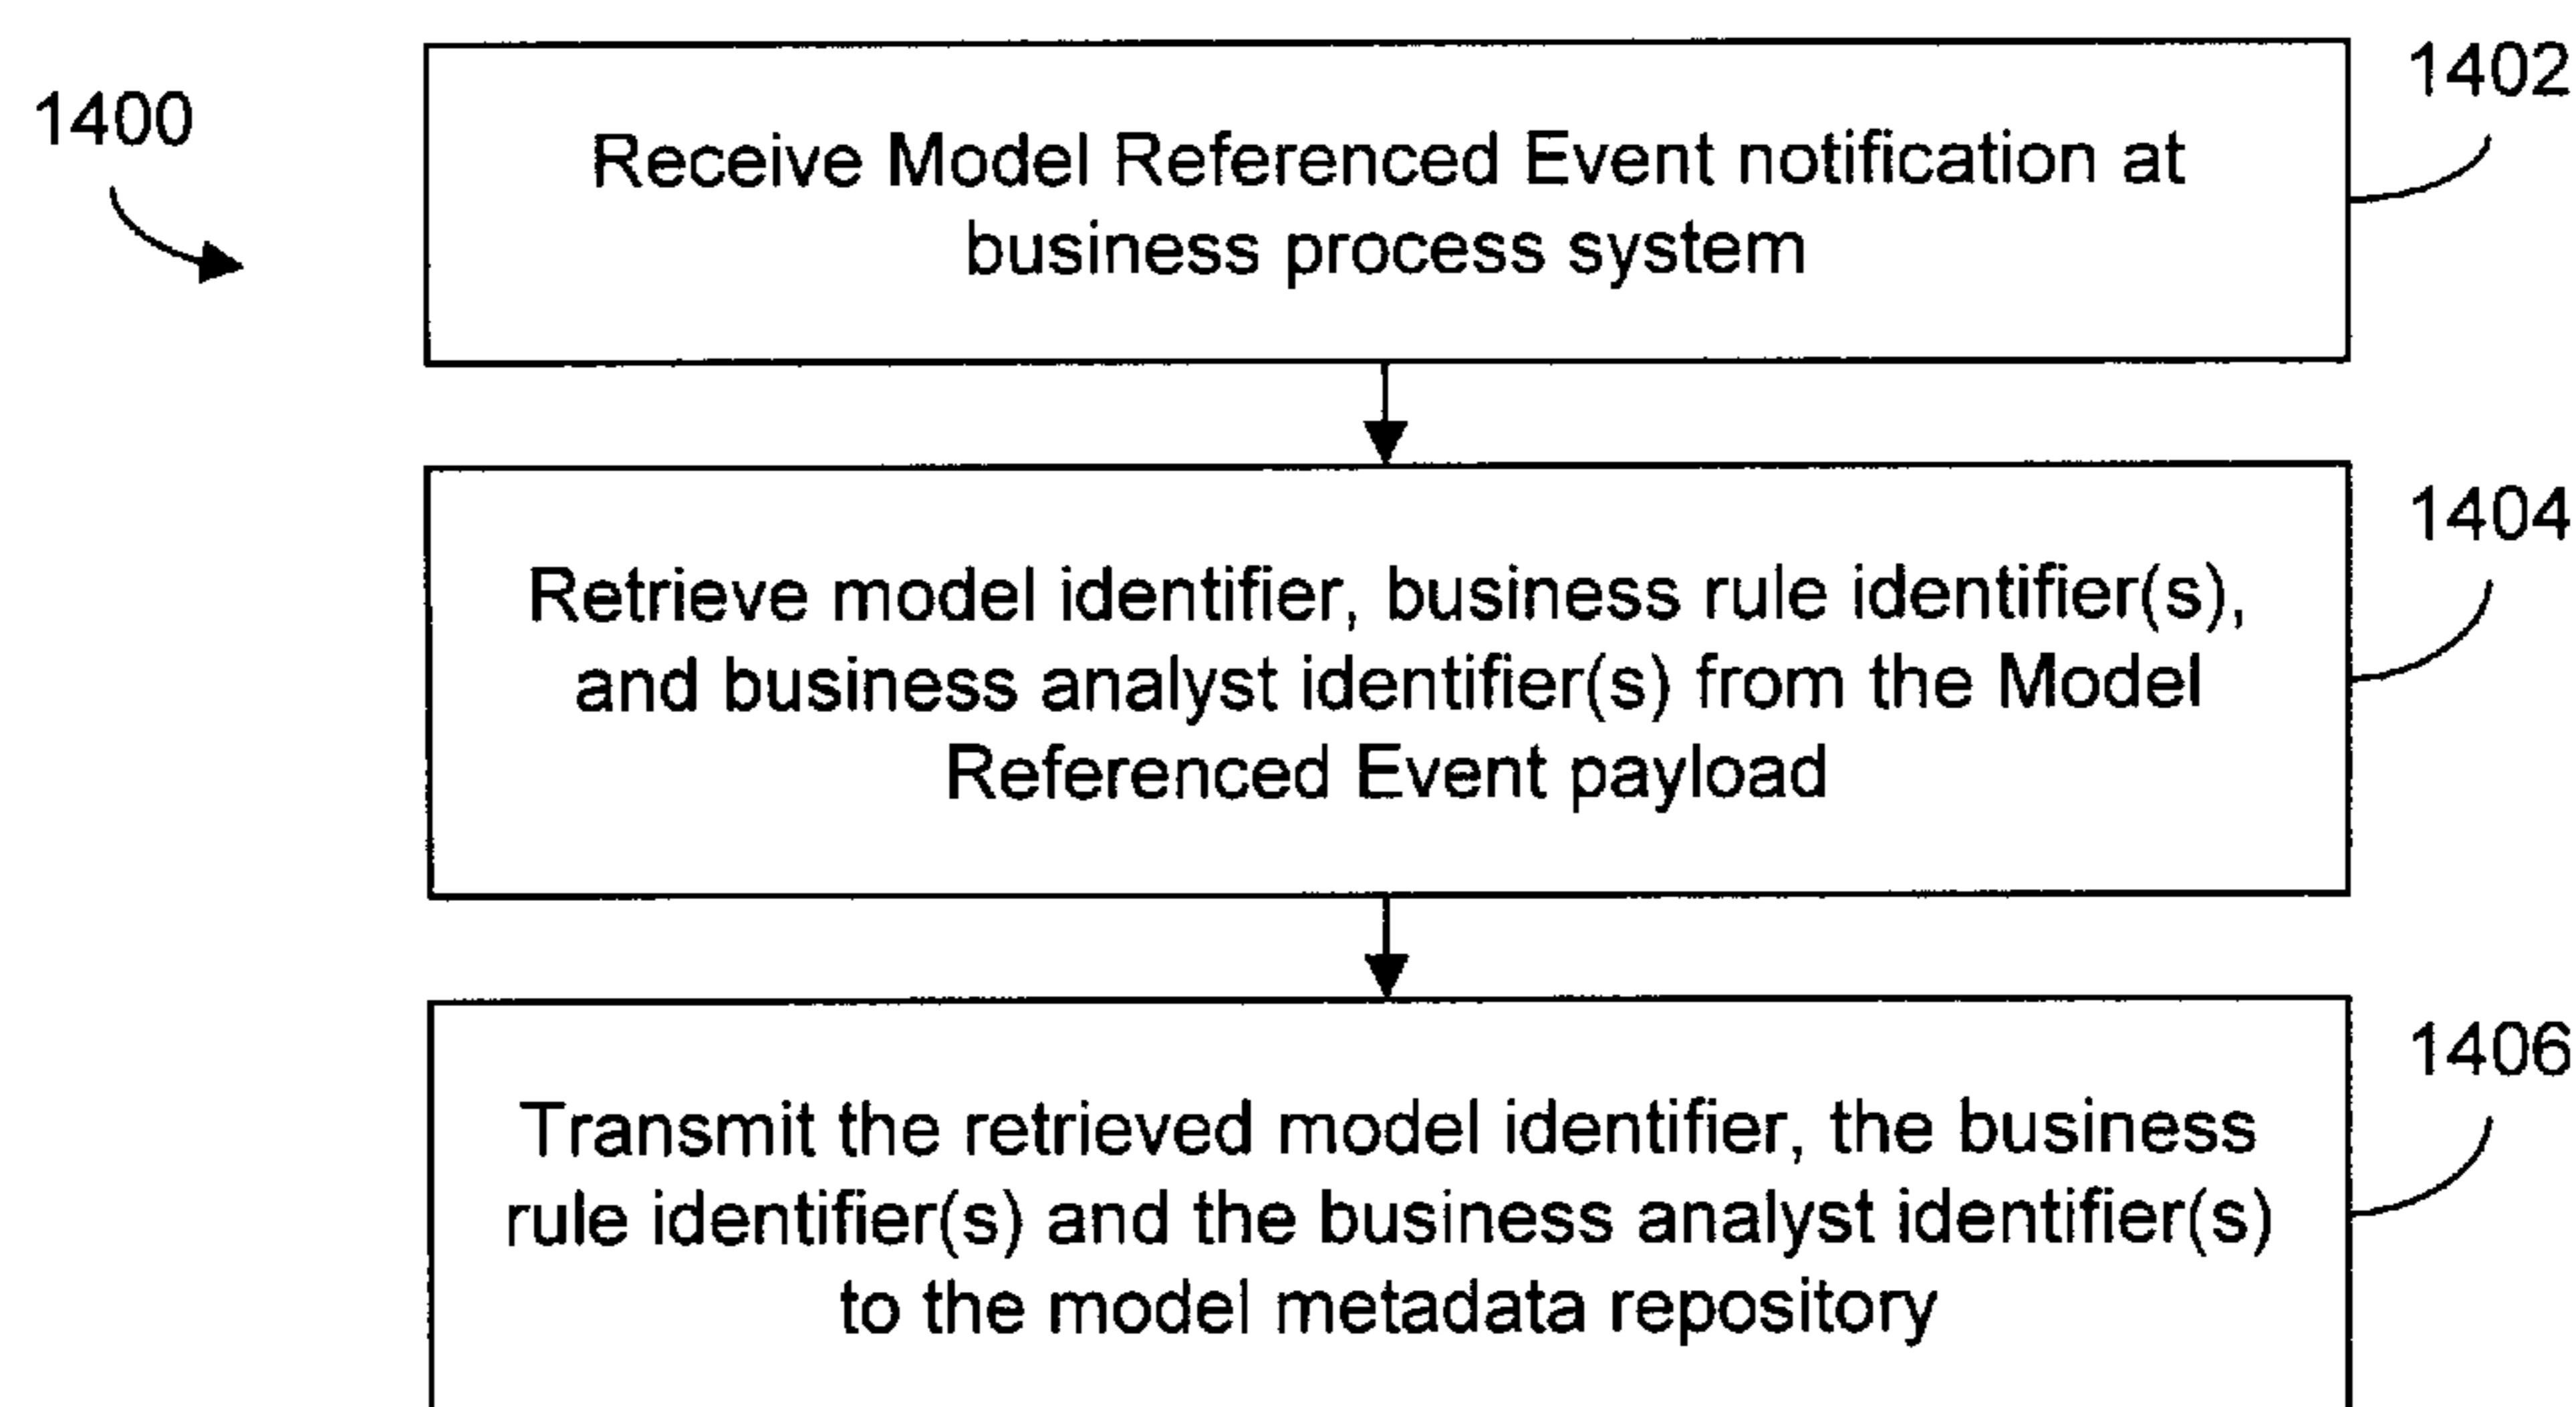 1400
1402
Receive Model Referenced Event notification at
business process system
1404
Retrieve model identifier, business rule identifier(s),
and business analyst identifier(s) from the Model
Referenced Event payload
1406
Transmit the retrieved model identifier, the business
rule identifier(s) and the business analyst identifier(s)
to the model metadata repository